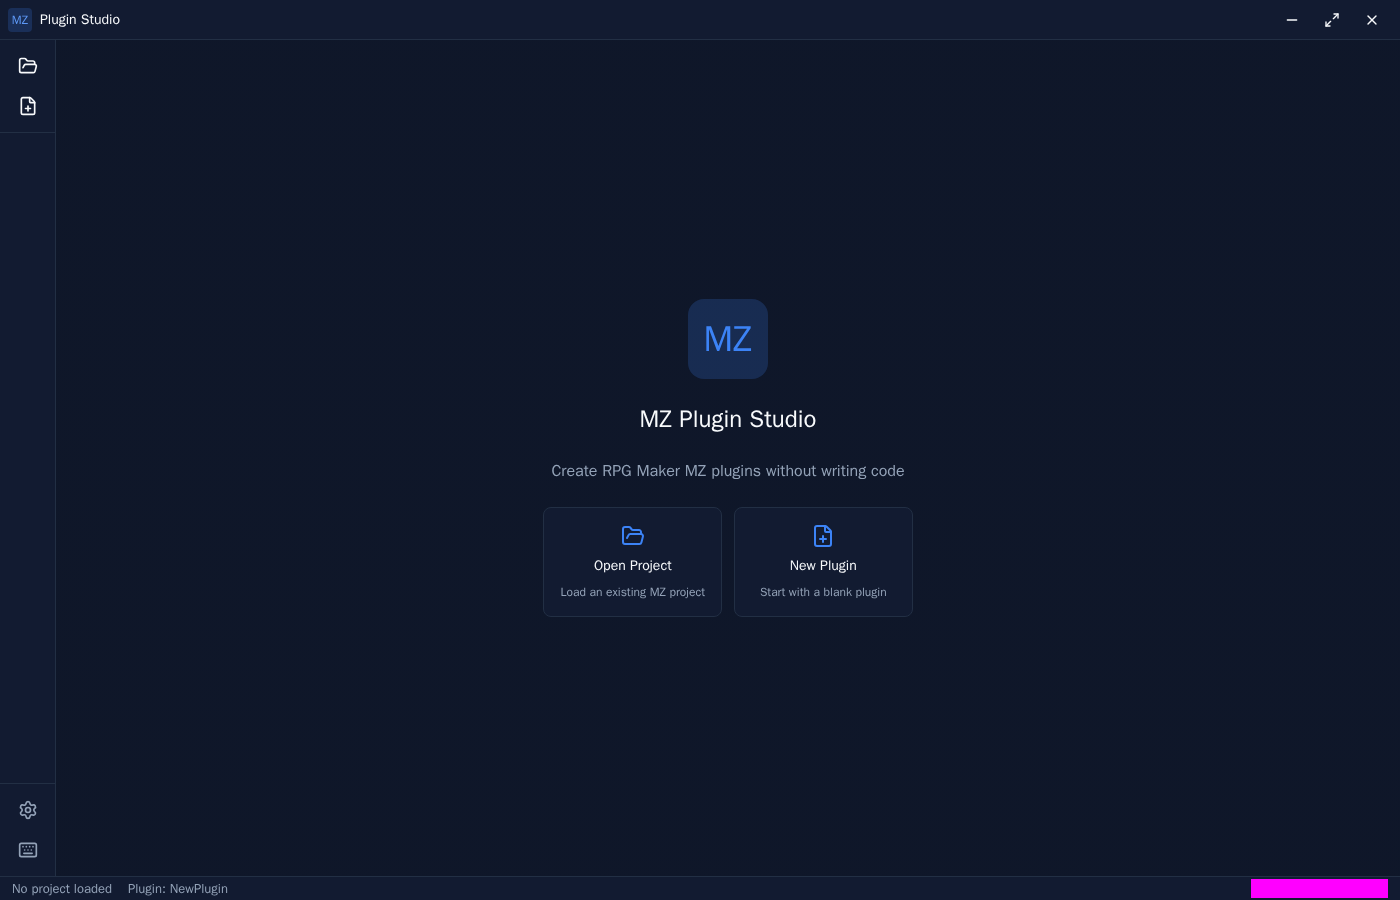 MZ Plugin Studio
MZ
MZ Plugin Studio
Create RPG Maker MZ plugins without writing code
Open Project
Load an existing MZ project
New Plugin
Start with a blank plugin
No project loaded Plugin: NewPlugin